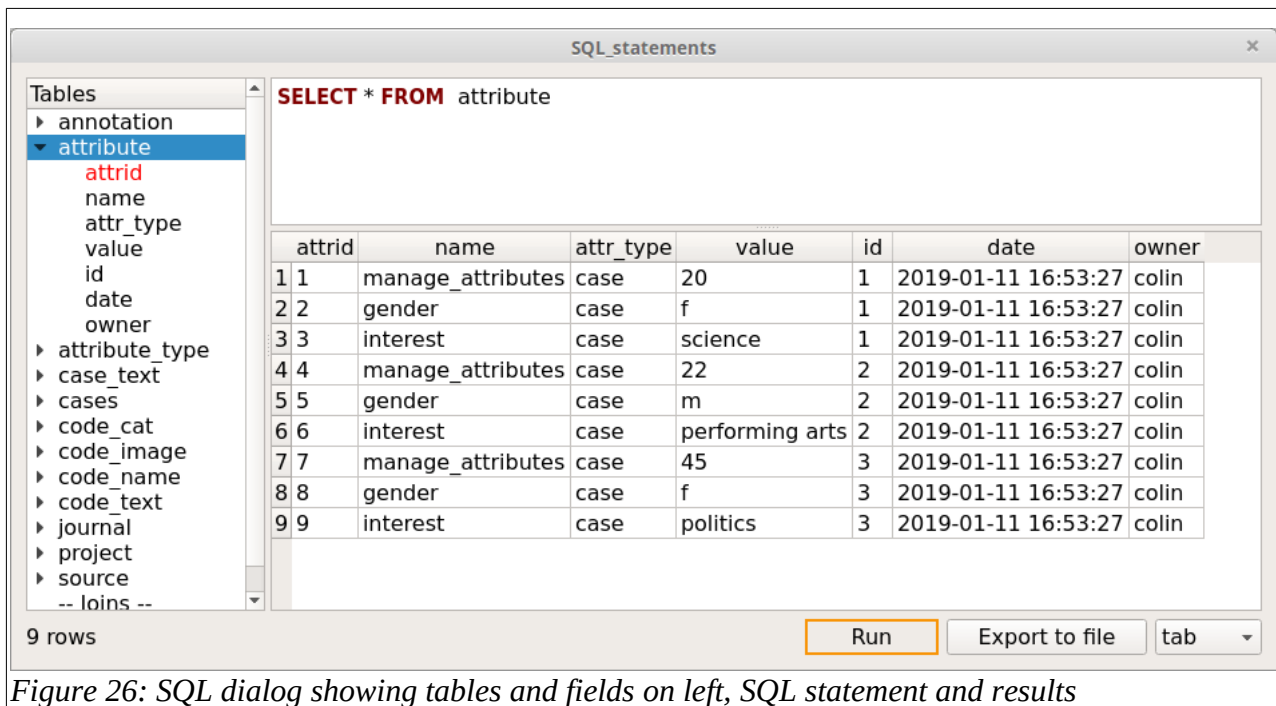 SQL_statements
Tables
annotation
attribute
attrid
name
attr_type
value
id
date
owner
attribute_type
case_text
cases
code_cat
code_image
code_name
code_text
journal
project
source
-- Joins --
SELECT * FROM attribute
attrid name attr_type value id date owner
1 1 manage_attributes case 20 1 2019-01-11 16:53:27 colin
2 2 gender case f 1 2019-01-11 16:53:27 colin
3 3 interest case science 1 2019-01-11 16:53:27 colin
4 4 manage_attributes case 22 2 2019-01-11 16:53:27 colin
5 5 gender case m 2 2019-01-11 16:53:27 colin
6 6 interest case performing arts 2 2019-01-11 16:53:27 colin
7 7 manage_attributes case 45 3 2019-01-11 16:53:27 colin
8 8 gender case f 3 2019-01-11 16:53:27 colin
9 9 interest case politics 3 2019-01-11 16:53:27 colin
9 rows Run Export to file tab
Figure 26: SQL dialog showing tables and fields on left, SQL statement and results